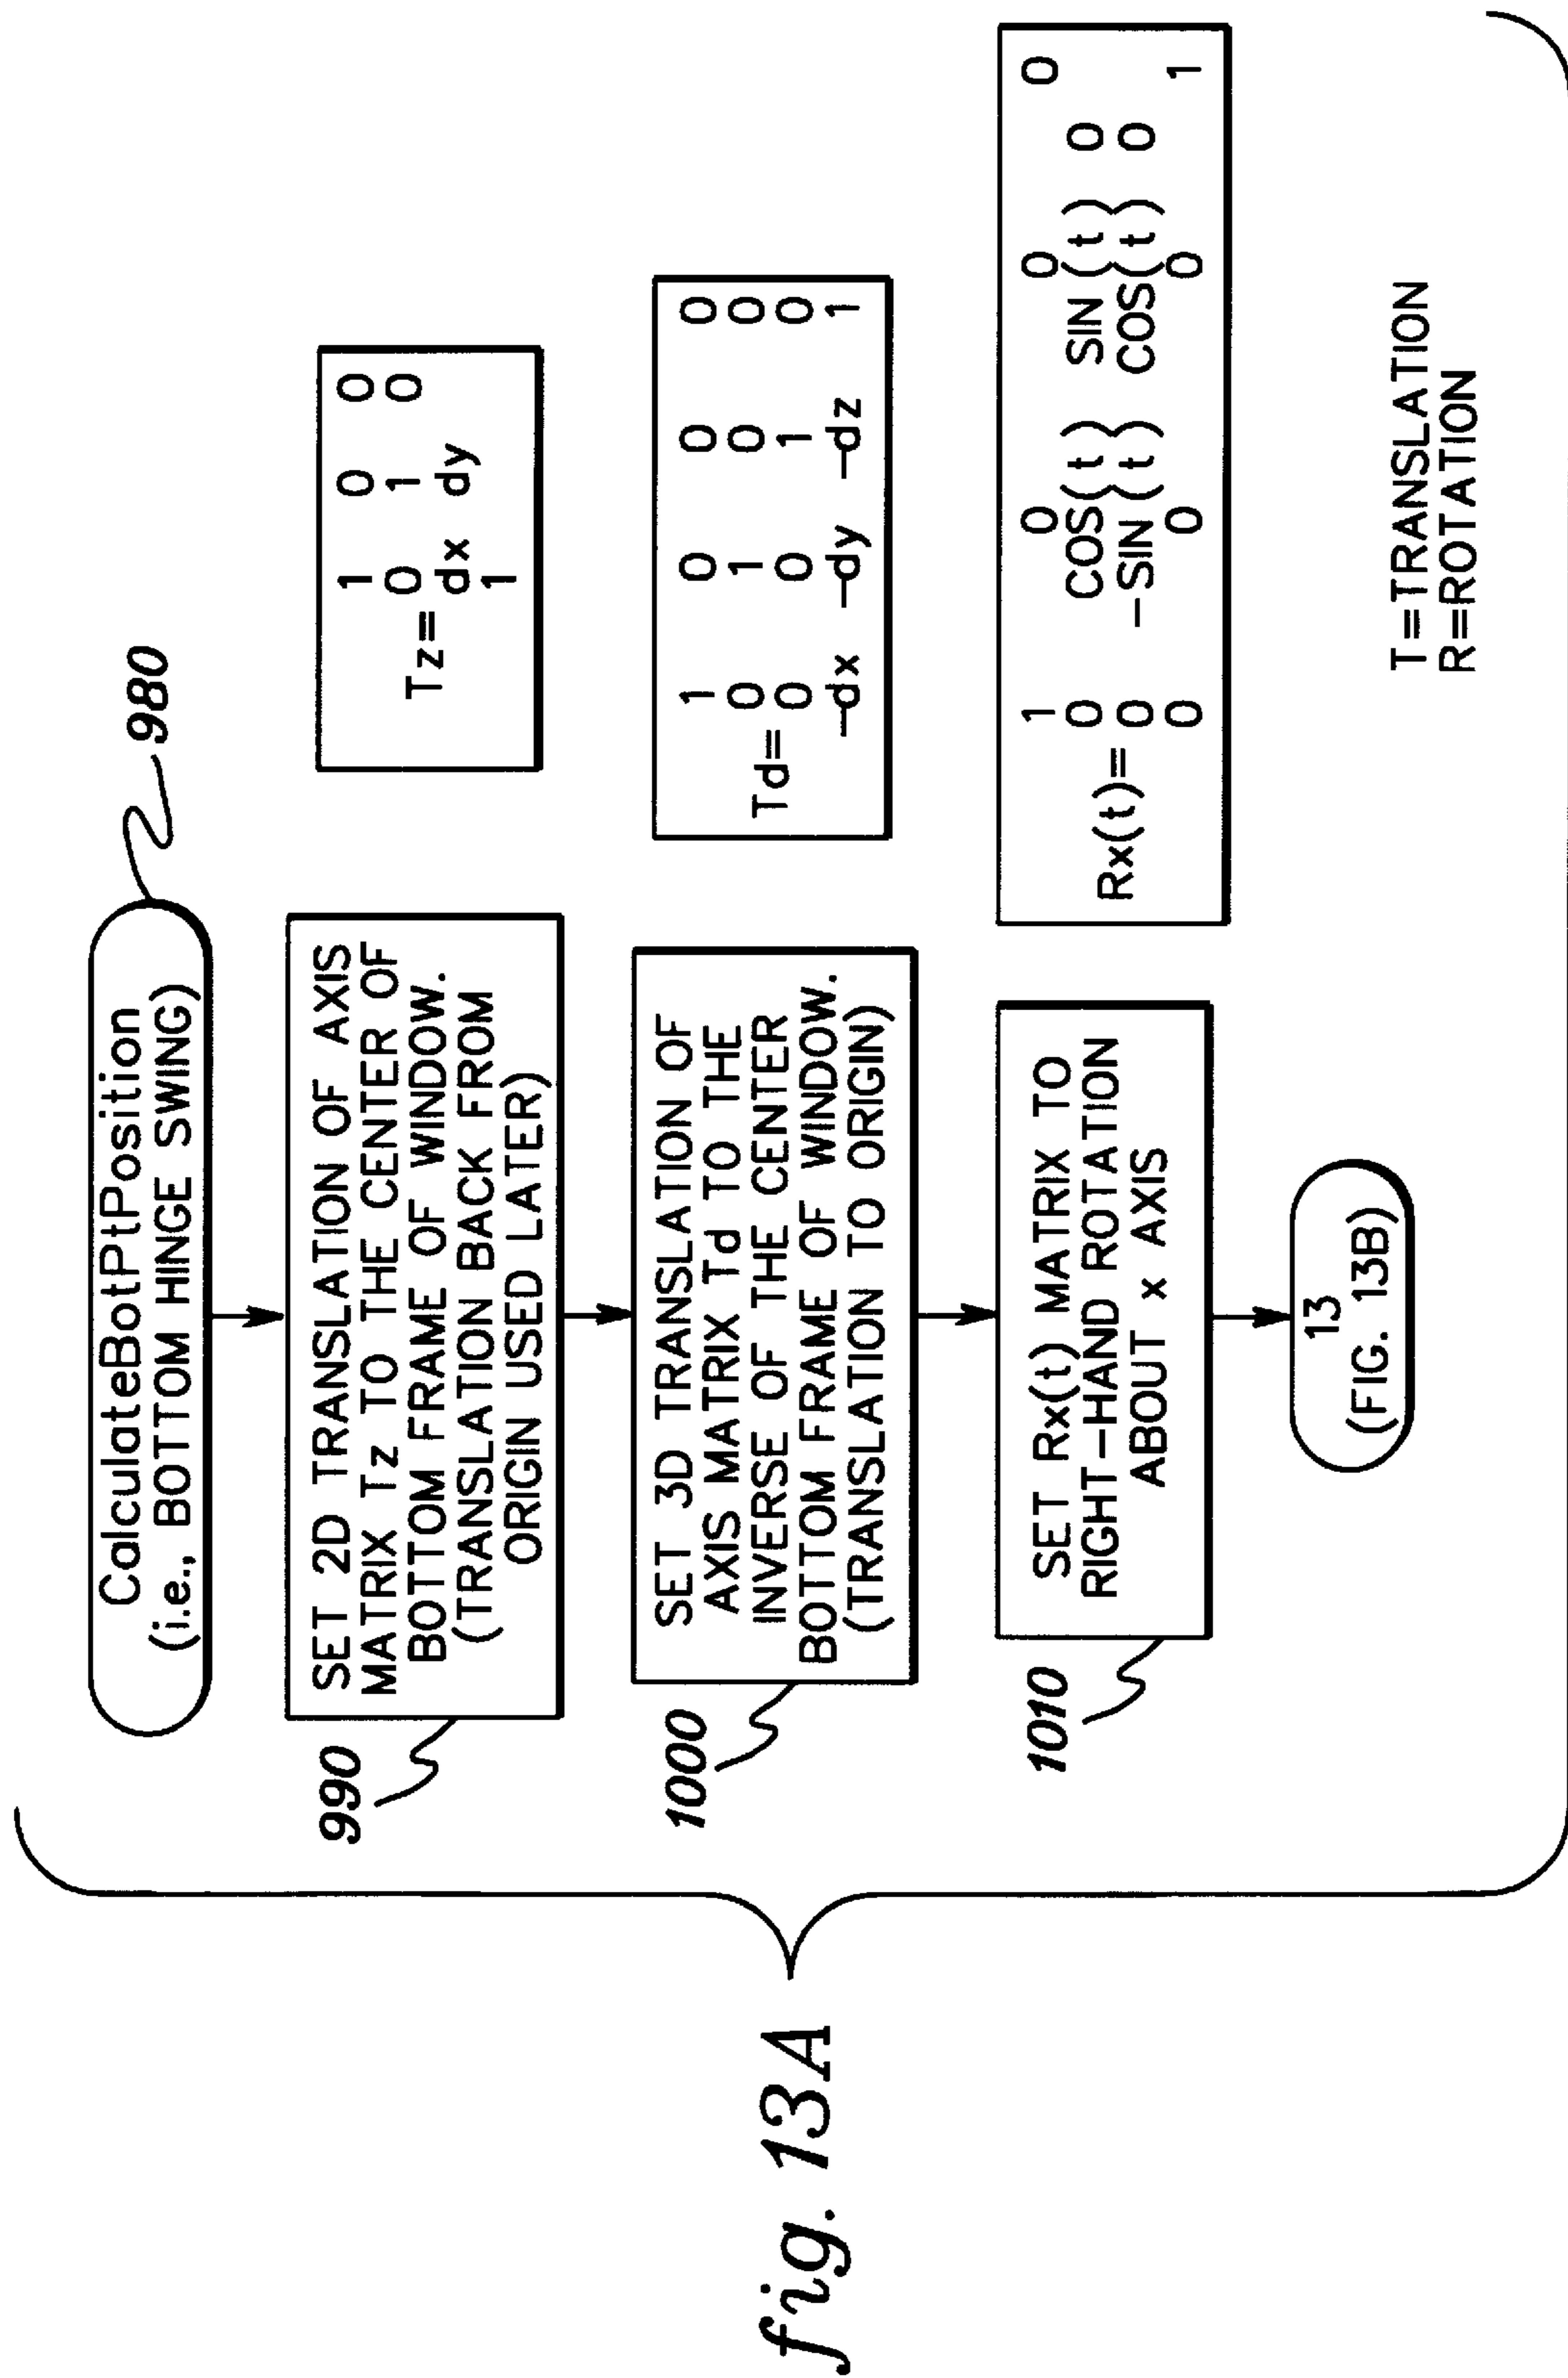 CalculateBotPtPosition
(i.e., BOTTOM HINGE SWING)
980
990
SET 2D TRANSLATION OF AXIS
MATRIX Tz TO THE CENTER OF
BOTTOM FRAME OF WINDOW.
(TRANSLATION BACK FROM
ORIGIN USED LATER)
1 0 0
Tz= 0 1 0
dx dy
1
1000
SET 3D TRANSLATION OF
AXIS MATRIX Td TO THE
INVERSE OF THE CENTER
BOTTOM FRAME OF WINDOW.
(TRANSLATION TO ORIGIN)
1 0 0 0
0 1 0 0
Td= 0 0 1 0
-dx -dy -dz 1
1010
SET Rx(t) MATRIX TO
RIGHT-HAND ROTATION
ABOUT x AXIS
1 0 0 0
0 COS(t) SIN (t) 0
Rx(t)= 0 -SIN (t) COS(t) 0
0 0 0 1
13
(FIG. 13B)
T=TRANSLATION
R=ROTATION
fig. 13A